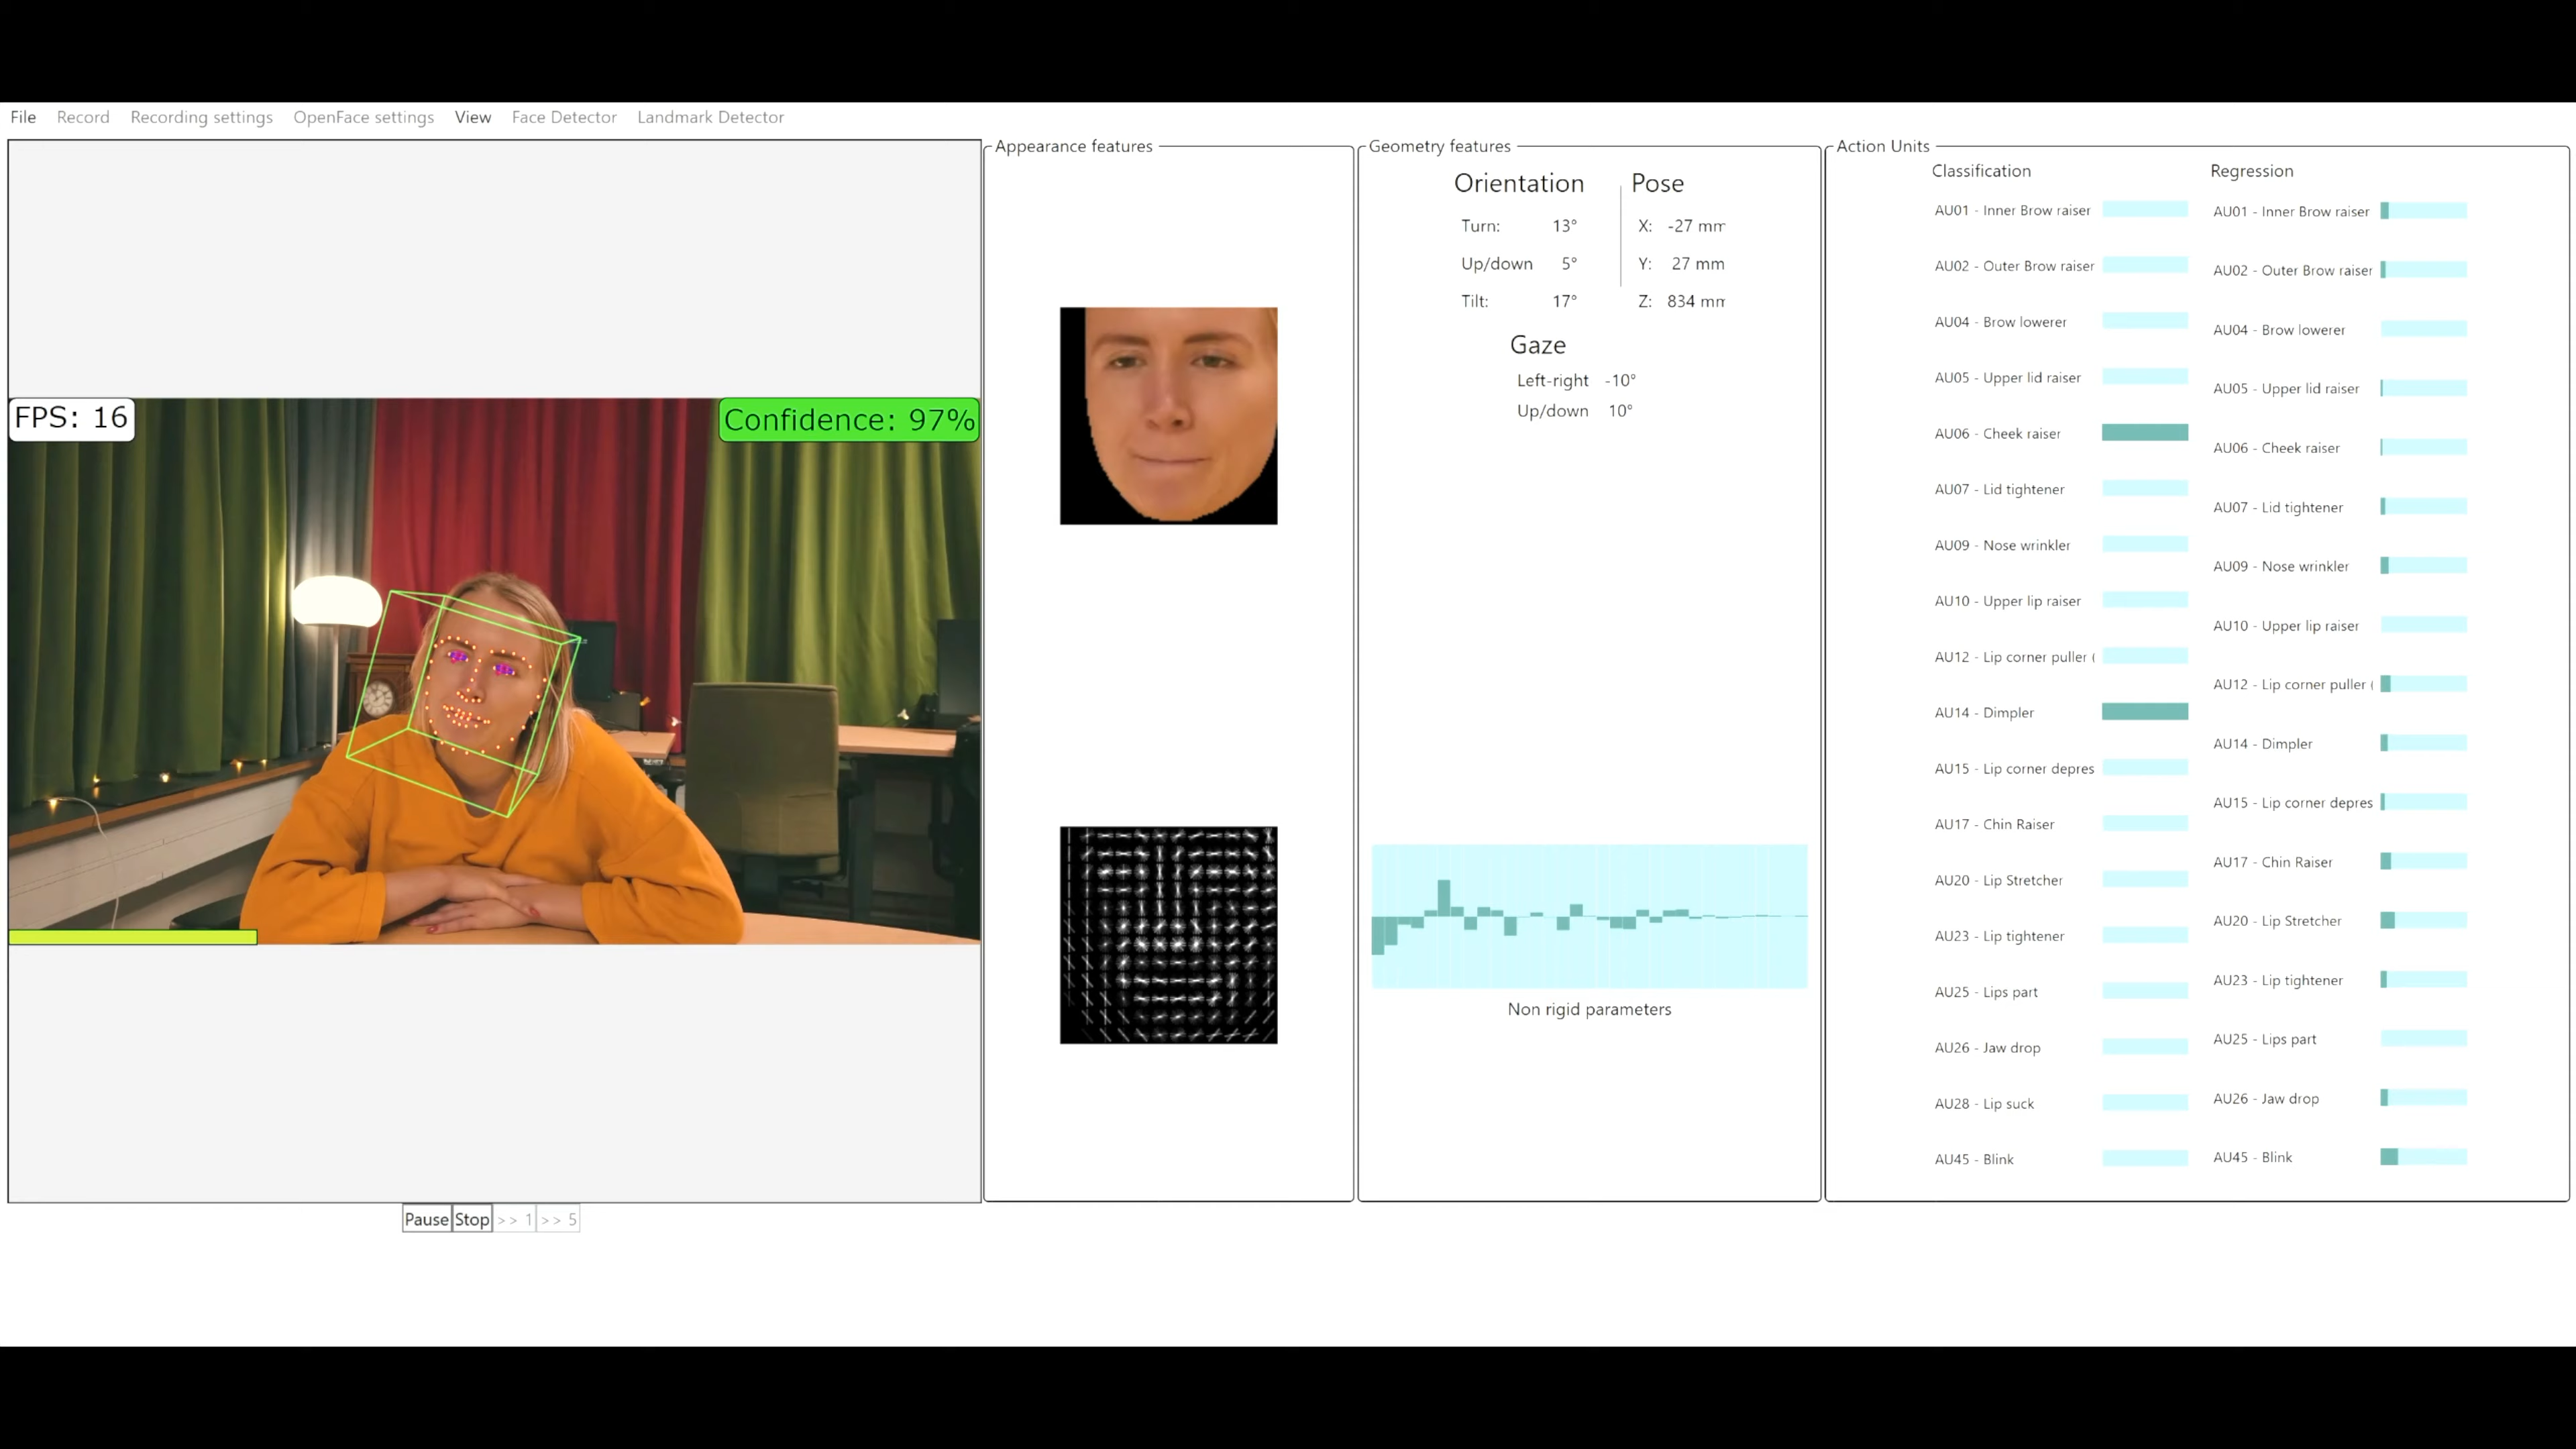 File Record Recording settings OpenFace settings View Face Detector Landmark Detector
FPS: 16
Confidence: 97%
Pause Stop >> 1 >> 5
Appearance features
Geometry features
Orientation
Turn: 13°
Up/down 5°
Tilt: 17°
Pose
X: -27 mm
Y: 27 mm
Z: 834 mm
Gaze
Left-right -10°
Up/down 10°
Non rigid parameters
Action Units
Classification
AU01 - Inner Brow raiser
AU02 - Outer Brow raiser
AU04 - Brow lowerer
AU05 - Upper lid raiser
AU06 - Cheek raiser
AU07 - Lid tightener
AU09 - Nose wrinkler
AU10 - Upper lip raiser
AU12 - Lip corner puller (
AU14 - Dimpler
AU15 - Lip corner depres
AU17 - Chin Raiser
AU20 - Lip Stretcher
AU23 - Lip tightener
AU25 - Lips part
AU26 - Jaw drop
AU28 - Lip suck
AU45 - Blink
Regression
AU01 - Inner Brow raiser
AU02 - Outer Brow raiser
AU04 - Brow lowerer
AU05 - Upper lid raiser
AU06 - Cheek raiser
AU07 - Lid tightener
AU09 - Nose wrinkler
AU10 - Upper lip raiser
AU12 - Lip corner puller (
AU14 - Dimpler
AU15 - Lip corner depres
AU17 - Chin Raiser
AU20 - Lip Stretcher
AU23 - Lip tightener
AU25 - Lips part
AU26 - Jaw drop
AU45 - Blink